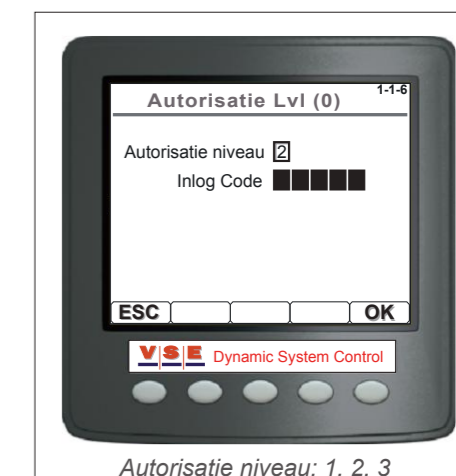 Autorisatie Lvl (0) 1-1-6
Autorisatie niveau 2
Inlog Code
ESC OK
VSE Dynamic System Control
Autorisatie niveau: 1, 2, 3